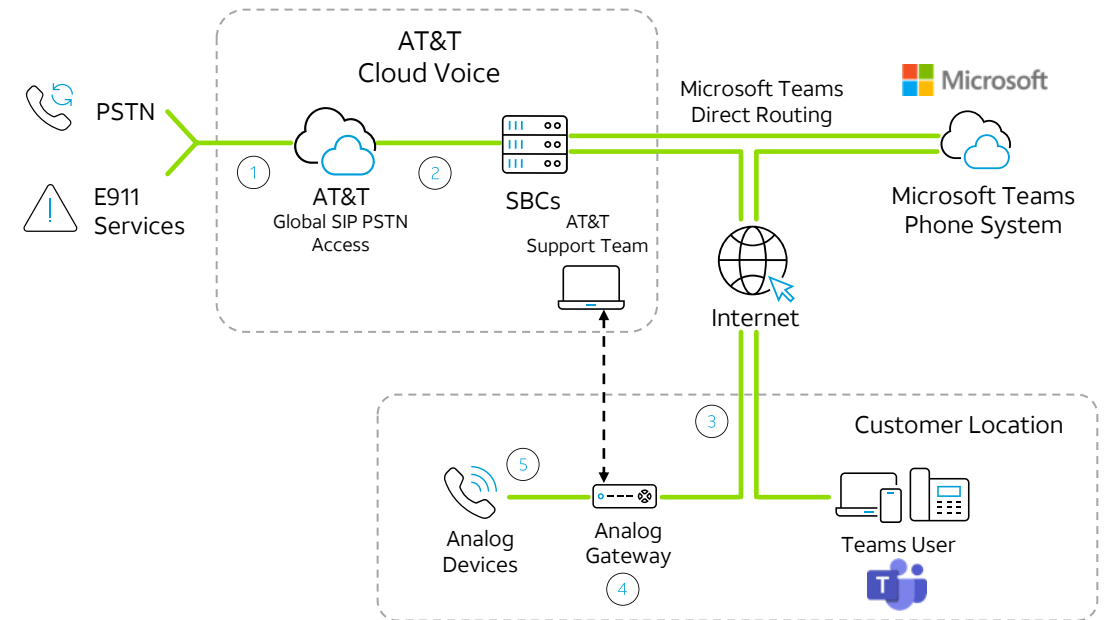 AT&T
Cloud Voice
PSTN
E911
Services
1
AT&T
Global SIP PSTN
Access
2
SBCs
AT&T
Support Team
Microsoft Teams
Direct Routing
Microsoft
Microsoft Teams
Phone System
Internet
Customer Location
3
5
Analog
Devices
Analog
Gateway
4
Teams User
T